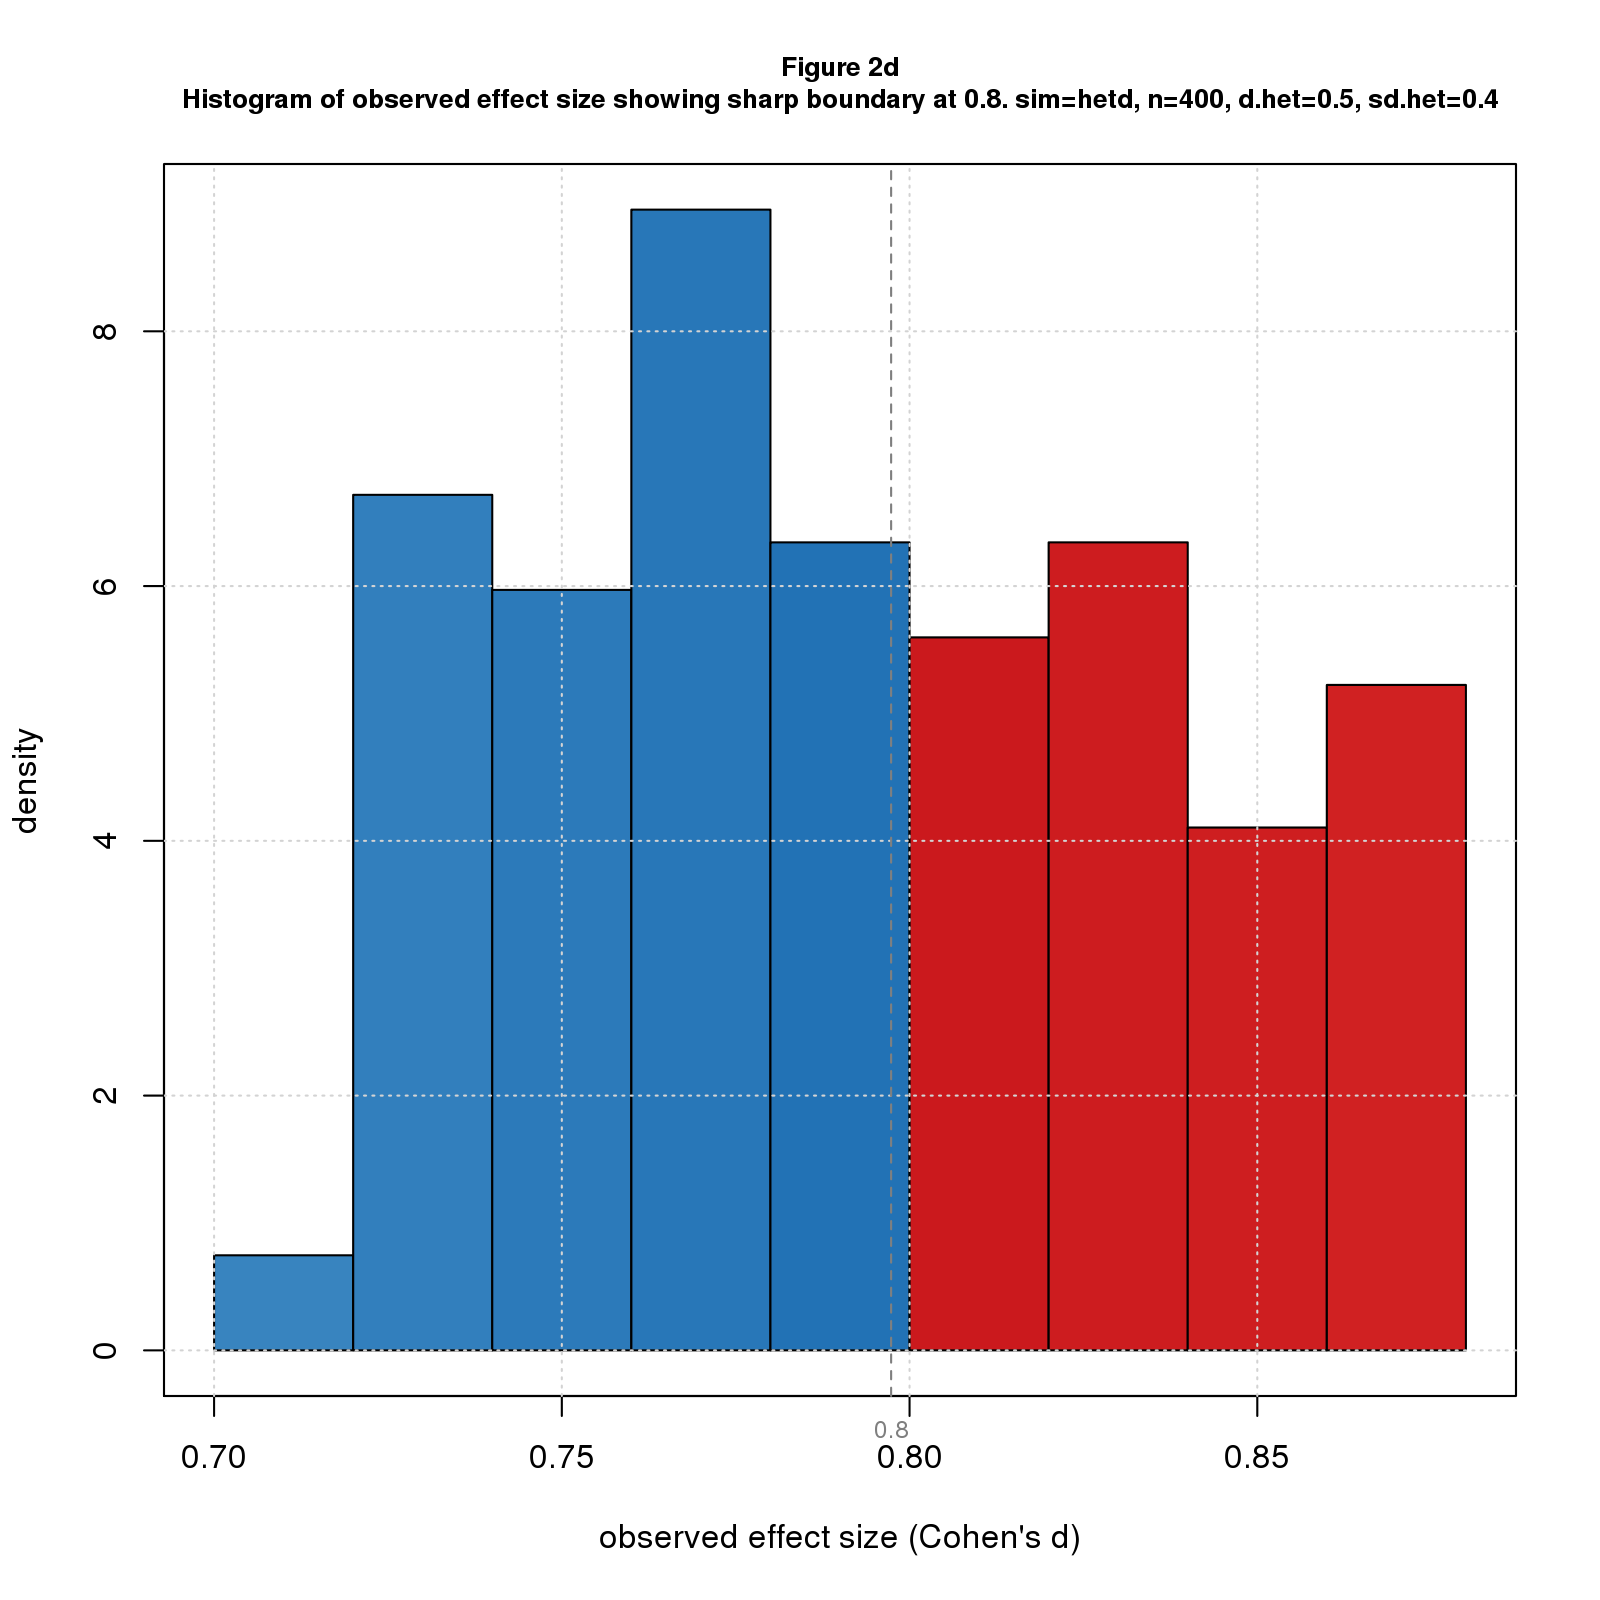 Figure 2d
Histogram of observed effect size showing sharp boundary at 0.8. sim=hetd, n=400, d.het=0.5, sd.het=0.4
density
8
6
4
2
0
0.8
0.70 0.75 0.80 0.85
observed effect size (Cohen's d)